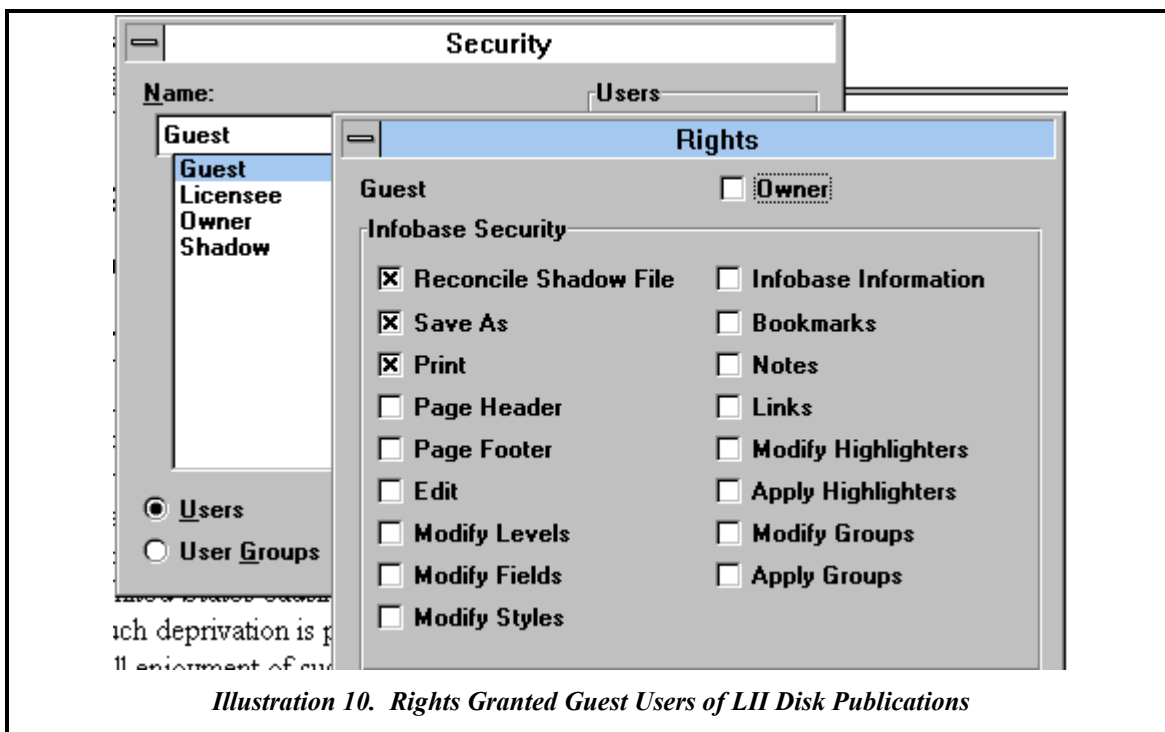 Security
Name:
Users
Guest
Guest
Licensee
Owner
Shadow
Users
User Groups
Rights
Guest
Owner
Infobase Security
Reconcile Shadow File
Infobase Information
Save As
Bookmarks
Print
Notes
Page Header
Links
Page Footer
Modify Highlighters
Edit
Apply Highlighters
Modify Levels
Modify Groups
Modify Fields
Apply Groups
Modify Styles
deprivation is
enjoyment of
Illustration 10. Rights Granted Guest Users of LII Disk Publications